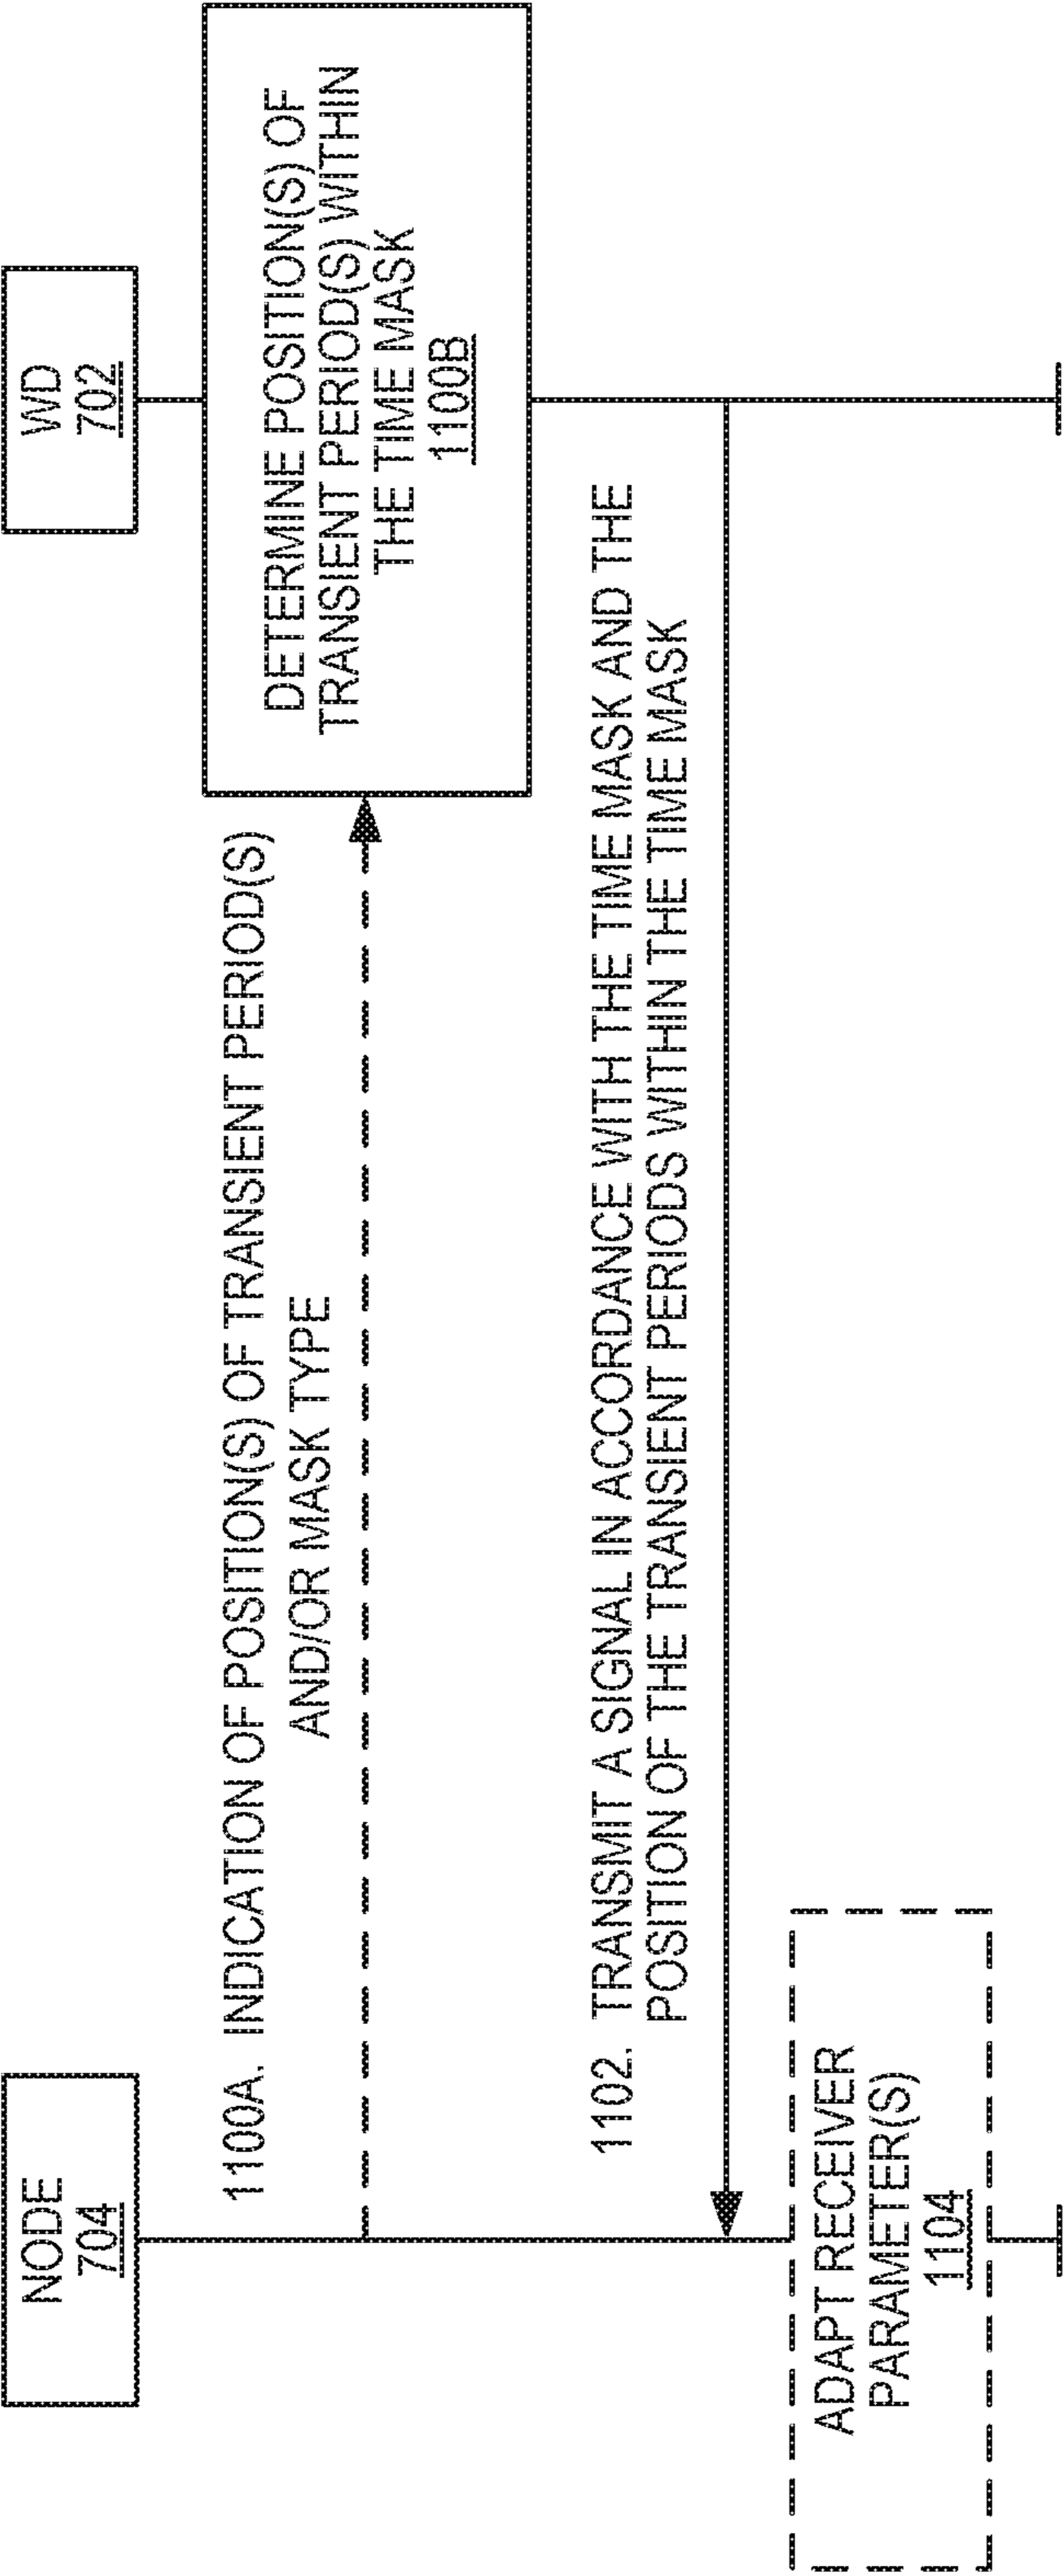 NODE
704
WD
702
1100A. INDICATION OF POSITION(S) OF TRANSIENT PERIOD(S)
AND/OR MASK TYPE
DETERMINE POSITION(S) OF
TRANSIENT PERIOD(S) WITHIN
THE TIME MASK
1100B
1102. TRANSMIT A SIGNAL IN ACCORDANCE WITH THE TIME MASK AND THE
POSITION OF THE TRANSIENT PERIODS WITHIN THE TIME MASK
ADAPT RECEIVER
PARAMETER(S)
1104